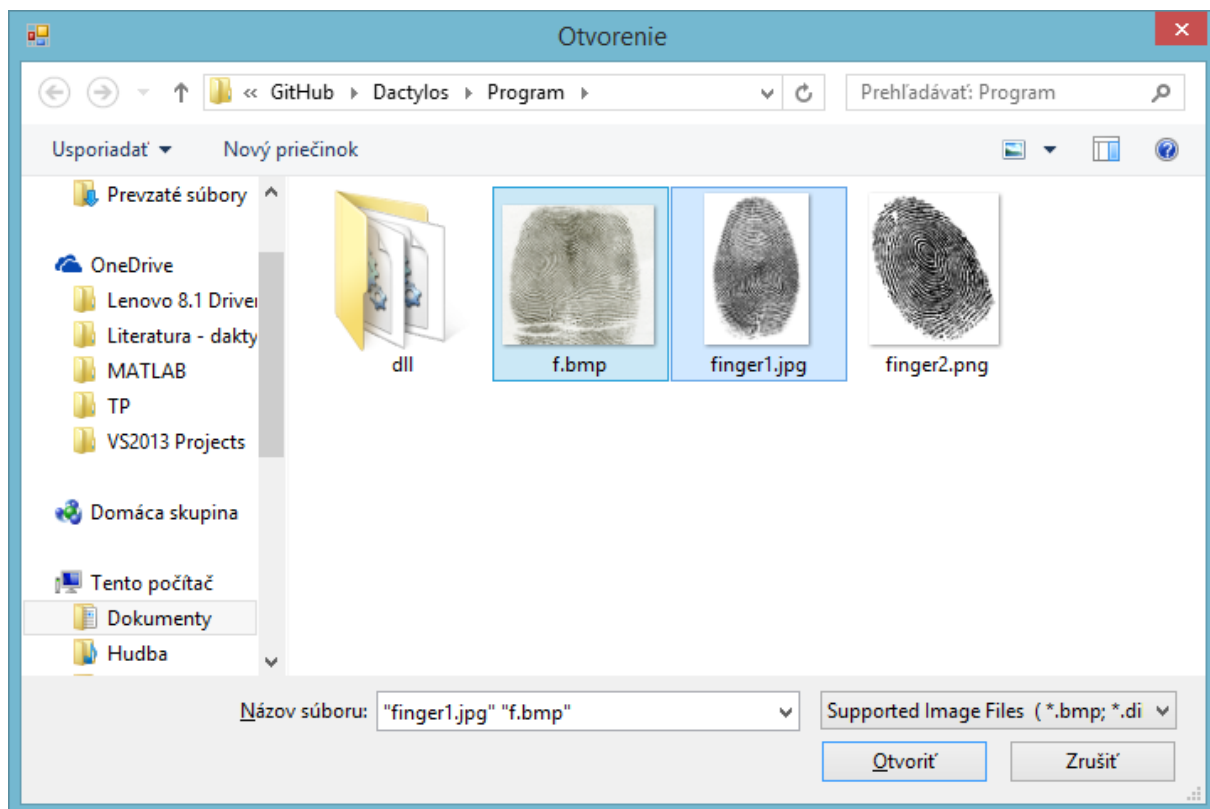 Otvorenie
« GitHub Dactylos Program
Prehľadávať: Program
Usporiadať Nový priečinok
Prevzaté súbory
OneDrive
Lenovo 8.1 Driver
Literatura - dakty
MATLAB
TP
VS2013 Projects
Domáca skupina
Tento počítač
Dokumenty
Hudba
dll f.bmp finger1.jpg finger2.png
Názov súboru: "finger1.jpg" "f.bmp" Supported Image Files ( *.bmp; *.di
Otvoriť Zrušiť